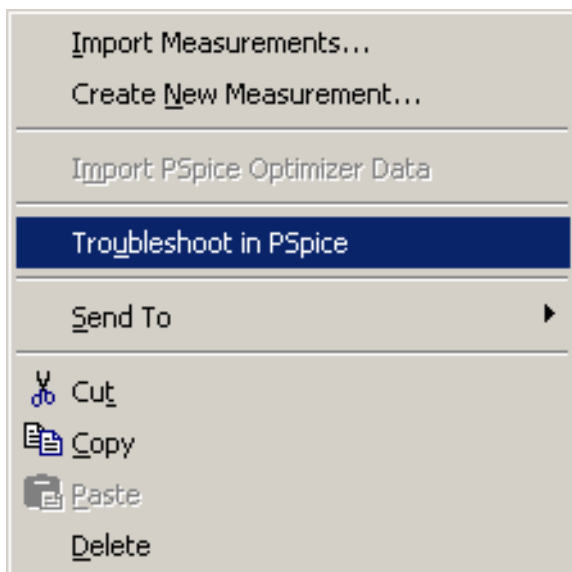 Import Measurements...
Create New Measurement...
Import PSpice Optimizer Data
Troubleshoot in PSpice
Send To
Cut
Copy
Paste
Delete